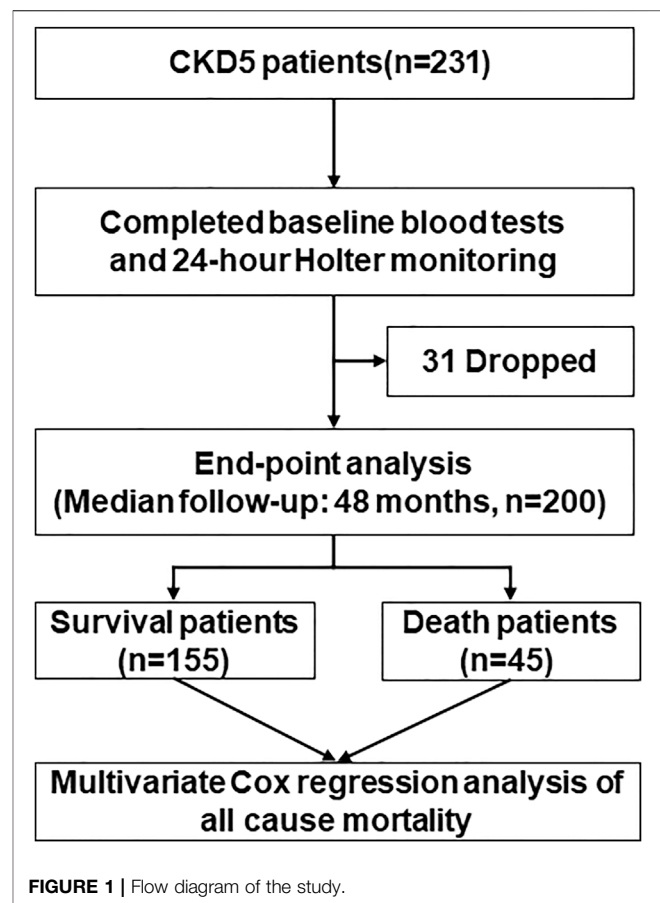 CKD5 patients(n=231)
Completed baseline blood tests
and 24-hour Holter monitoring
31 Dropped
End-point analysis
(Median follow-up: 48 months, n=200)
Survival patients
(n=155)
Death patients
(n=45)
Multivariate Cox regression analysis of
all cause mortality
FIGURE 1 | Flow diagram of the study.